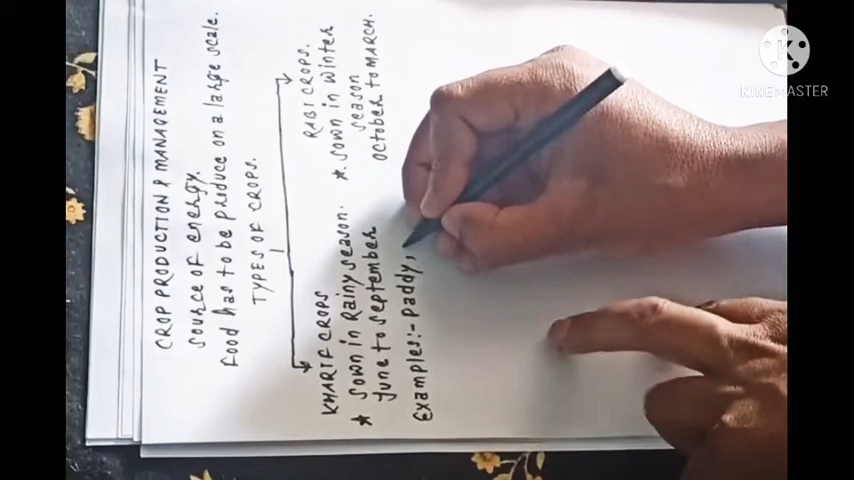 CROP PRODUCTION & MANAGEMENT
source of energy.
Food has to be produce on a large scale.
TYPES OF CROPS.
KHARIF CROPS
★ Sown in Rainy season.
June to september
Examples:- Paddy,
RABI CROPS.
★. Sown in winter
season
October to MARCH.
KINEMASTER